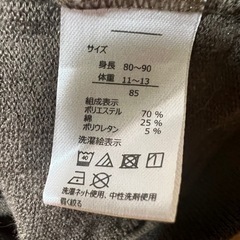 サイズ
身長 80~90
体重 11~13
85
組成表示
ポリエステル 70 %
綿 25 %
ポリウレタン 5 %
洗濯絵表示
40
洗濯ネット使用、中性洗剤使用
軽く絞る